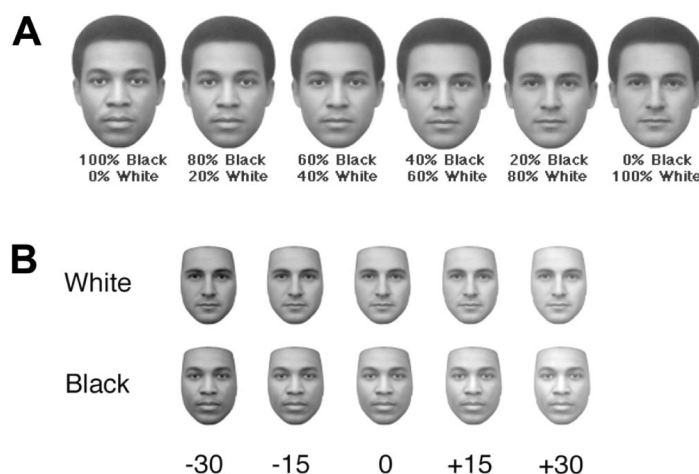 A
100% Black 80% Black 60% Black 40% Black 20% Black 0% Black
0% White 20% White 40% White 60% White 80% White 100% White
B
White
Black
-30 -15 0 +15 +30